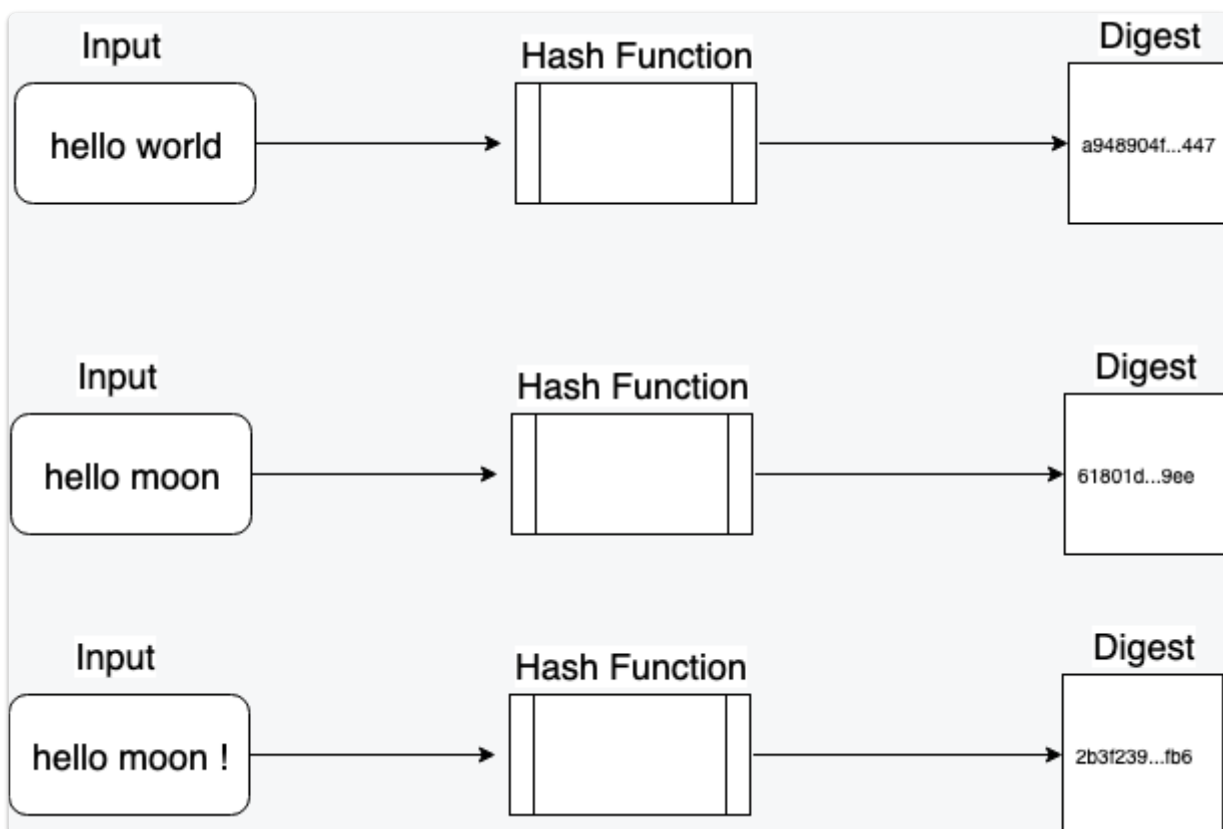 Input
Hash Function
Digest
hello world
a948904f...447
Input
Hash Function
Digest
hello moon
61801d...9ee
Input
Hash Function
Digest
hello moon !
2b3f239...fb6